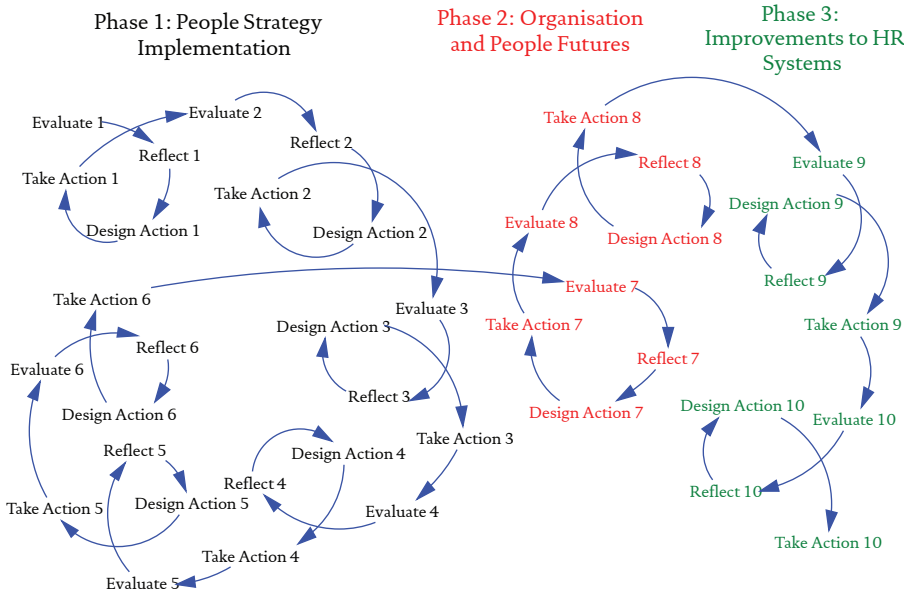 Phase 1: People Strategy
Implementation
Phase 2: Organisation
and People Futures
Phase 3:
Improvements to HR
Systems
Evaluate 1
Reflect 1
Design Action 1
Take Action 1
Evaluate 2
Reflect 2
Design Action 2
Take Action 2
Evaluate 3
Reflect 3
Design Action 3
Take Action 3
Evaluate 4
Reflect 4
Design Action 4
Take Action 4
Evaluate 5
Reflect 5
Design Action 5
Take Action 5
Evaluate 6
Reflect 6
Design Action 6
Take Action 6
Evaluate 7
Reflect 7
Design Action 7
Take Action 7
Evaluate 8
Reflect 8
Design Action 8
Take Action 8
Evaluate 9
Reflect 9
Design Action 9
Take Action 9
Evaluate 10
Reflect 10
Design Action 10
Take Action 10